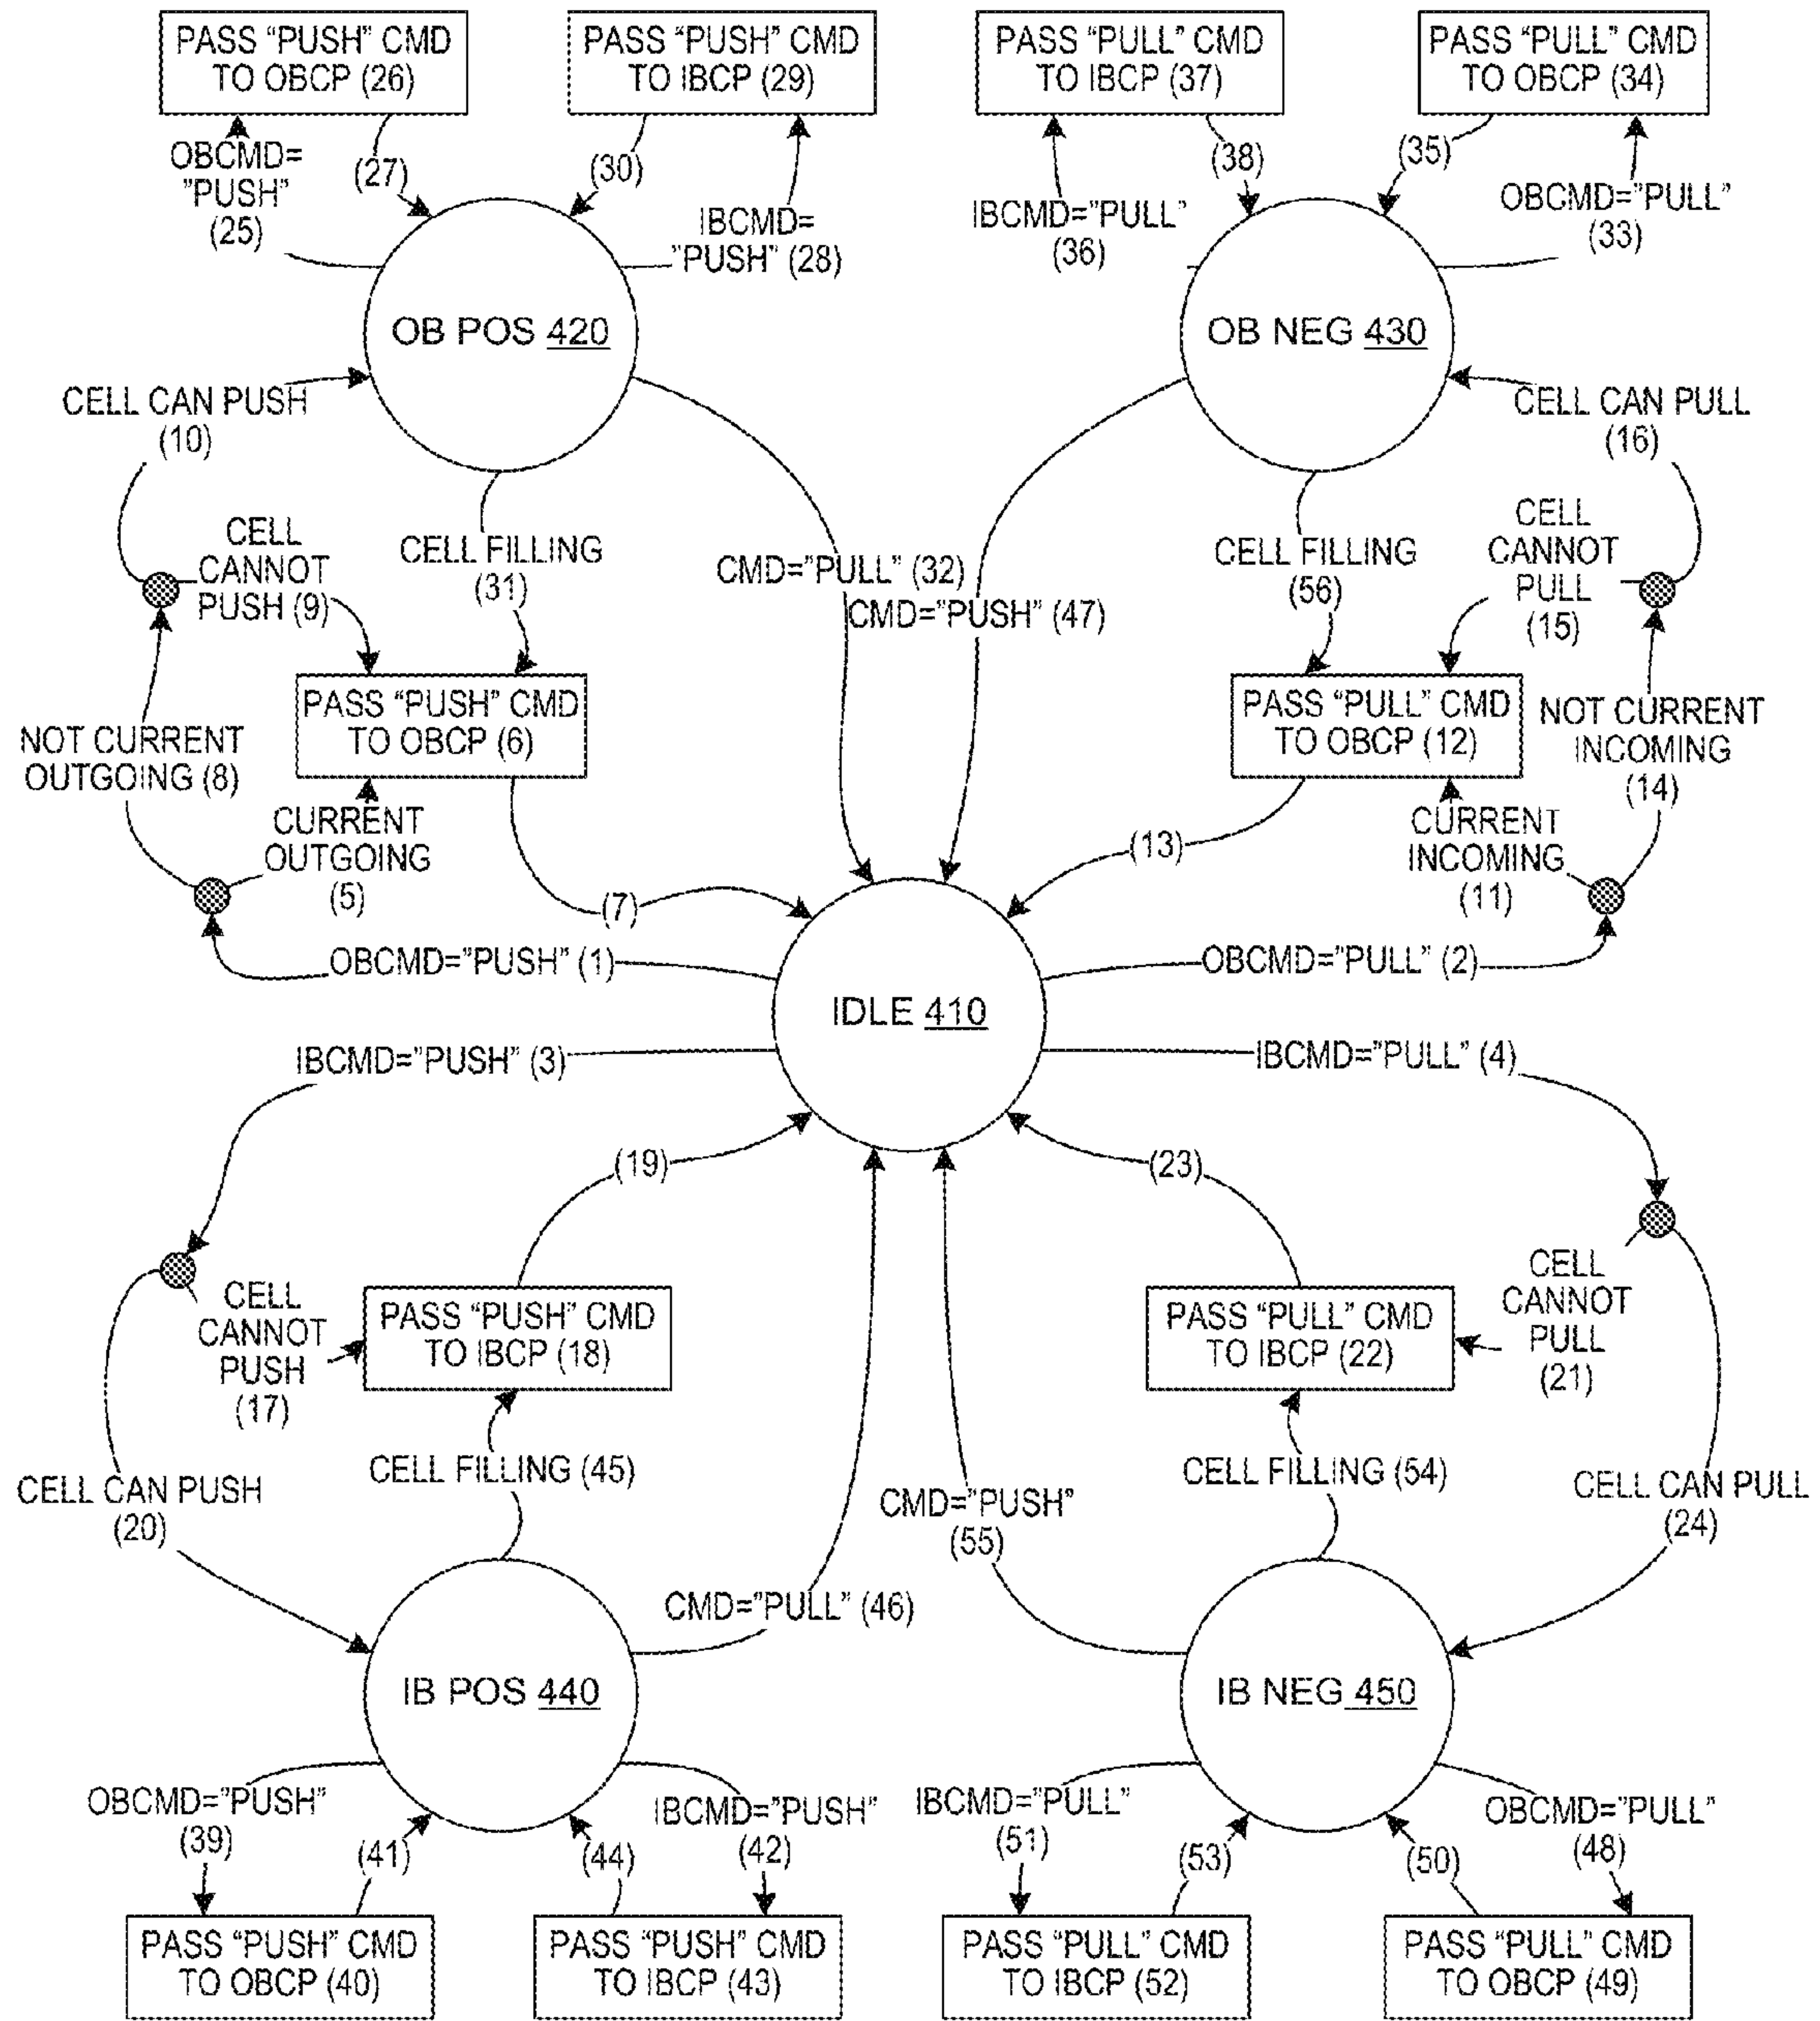 PASS “PUSH” CMD
TO OBCP (26)
PASS “PUSH” CMD
TO IBCP (29)
PASS “PULL” CMD
TO IBCP (37)
PASS “PULL” CMD
TO OBCP (34)
OBCMD=
”PUSH”
(25)
(27)
(30)
IBCMD=
”PUSH” (28)
IBCMD=”PULL”
(36)
(38)
(35)
OBCMD=”PULL”
(33)
OB POS 420
OB NEG 430
CELL CAN PUSH
(10)
CELL CAN PULL
(16)
CELL
CANNOT
PUSH (9)
CELL FILLING
(31)
CMD=”PULL” (32)
CMD=”PUSH” (47)
CELL FILLING
(56)
CELL
CANNOT
PULL
(15)
PASS “PUSH” CMD
TO OBCP (6)
PASS “PULL” CMD
TO OBCP (12)
NOT CURRENT
OUTGOING (8)
NOT CURRENT
INCOMING
(14)
CURRENT
OUTGOING
(5)
(7)
(13)
CURRENT
INCOMING
(11)
OBCMD=”PUSH” (1)
OBCMD=”PULL” (2)
IDLE 410
IBCMD=”PUSH” (3)
IBCMD=”PULL” (4)
(19)
(23)
CELL
CANNOT
PUSH
(17)
PASS “PUSH” CMD
TO IBCP (18)
PASS “PULL” CMD
TO IBCP (22)
CELL
CANNOT
PULL
(21)
CELL CAN PUSH
(20)
CELL FILLING (45)
CMD=”PUSH”
(55)
CELL FILLING (54)
CELL CAN PULL
(24)
CMD=”PULL” (46)
IB POS 440
IB NEG 450
OBCMD=”PUSH”
(39)
(41)
(44)
IBCMD=”PUSH”
(42)
IBCMD=”PULL”
(51)
(53)
(50)
OBCMD=”PULL”
(48)
PASS “PUSH” CMD
TO OBCP (40)
PASS “PUSH” CMD
TO IBCP (43)
PASS “PULL” CMD
TO IBCP (52)
PASS “PULL” CMD
TO OBCP (49)